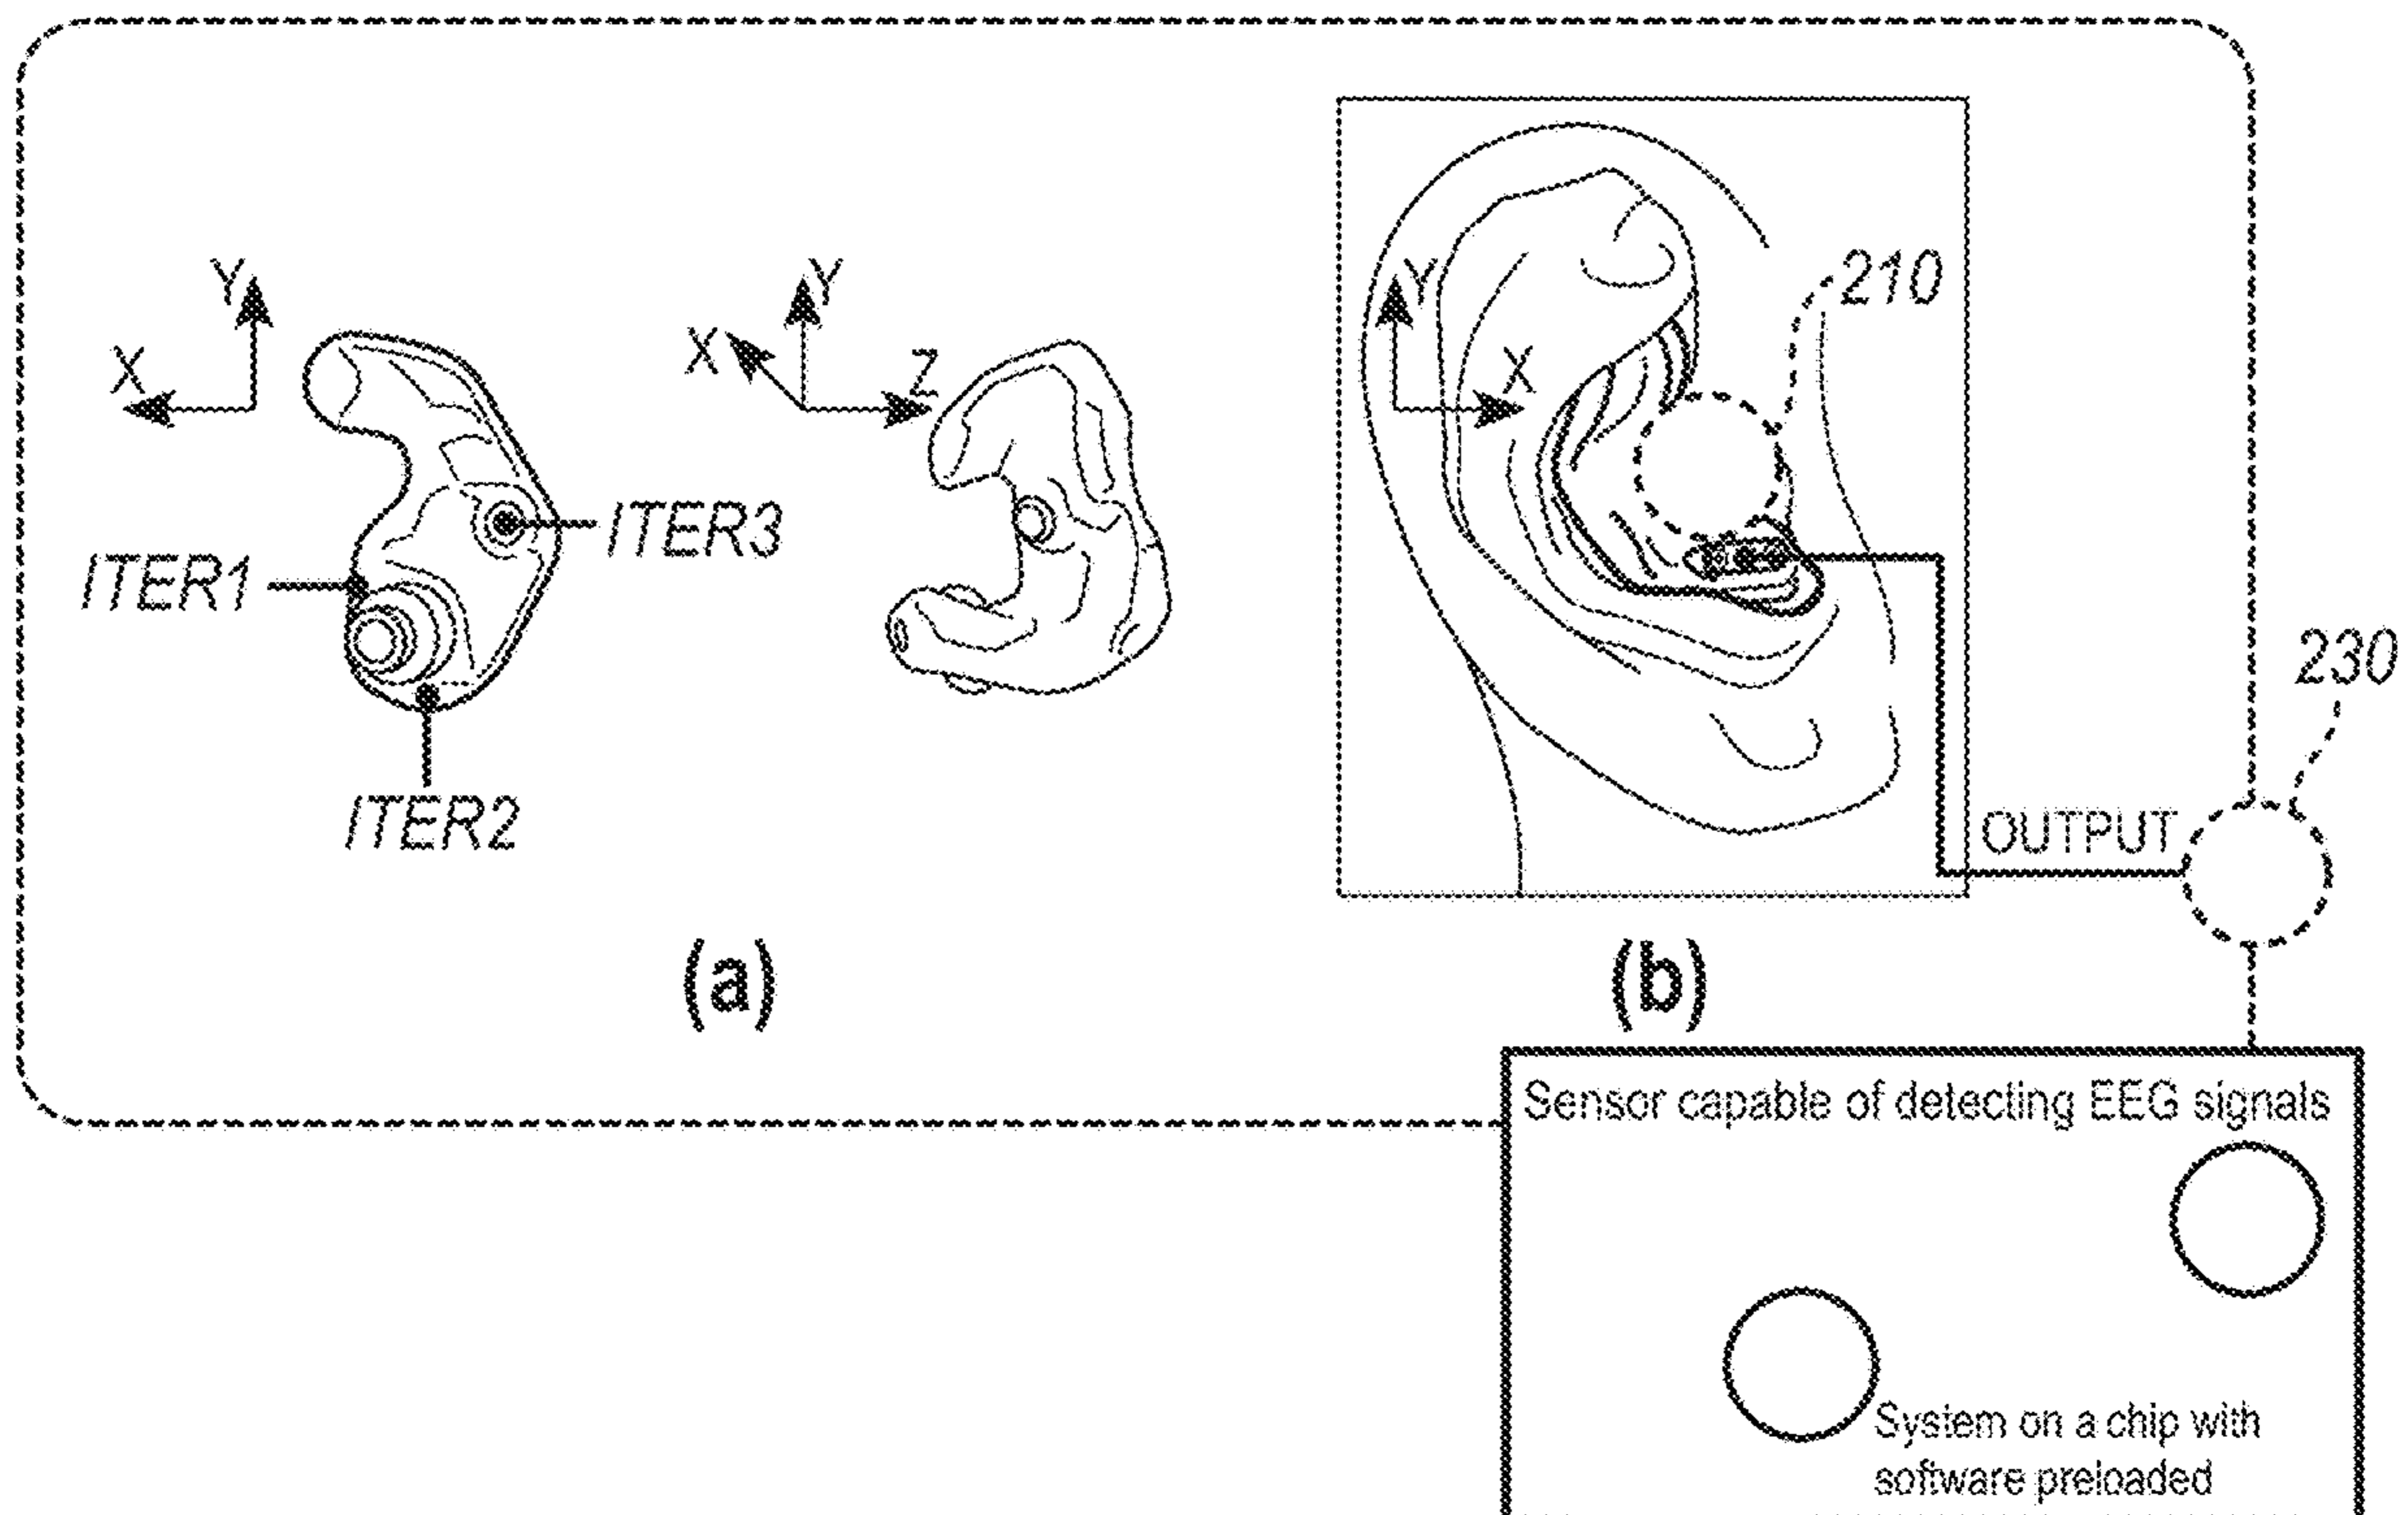 Y
X
ITER1
ITER2
ITER3
Y
X
Z
(a)
Y
X
210
OUTPUT
230
(b)
Sensor capable of detecting EEG signals
System on a chip with
software preloaded